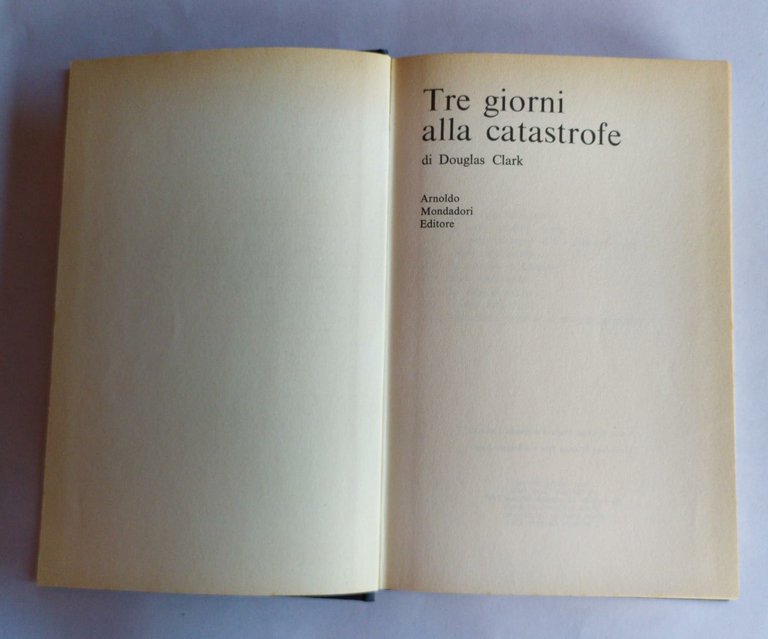 Tre giorni
alla catastrofe
di Douglas Clark
Arnoldo
Mondadori
Editore